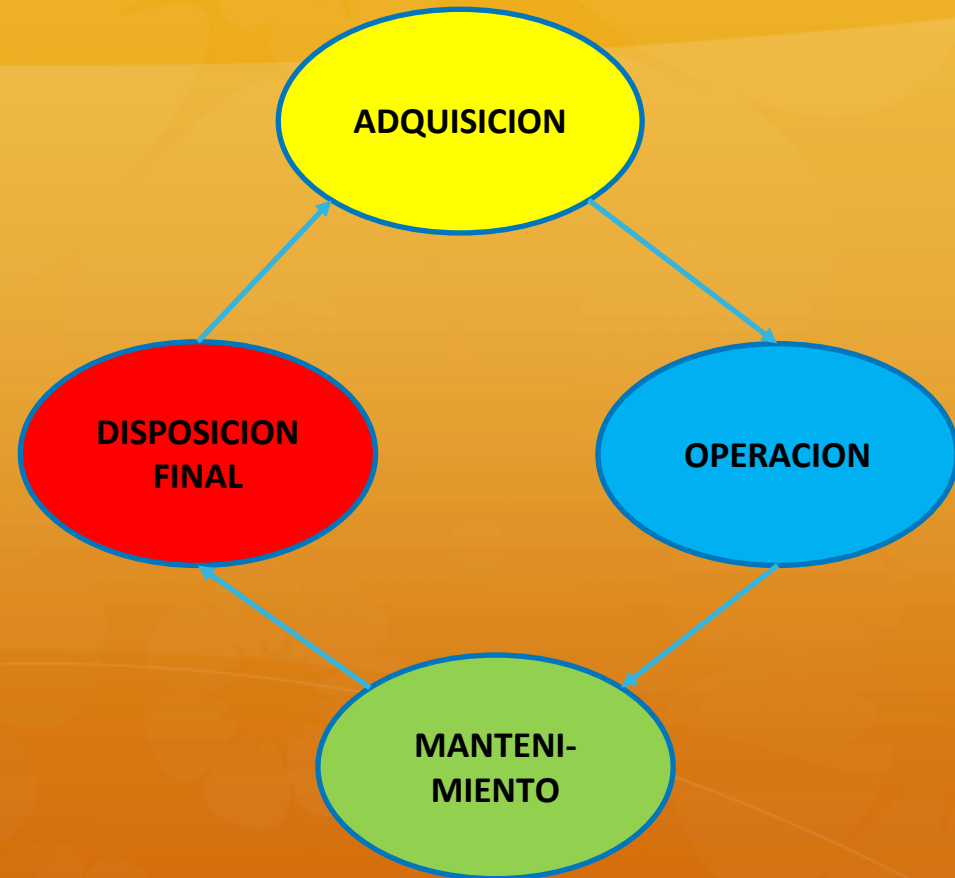 ADQUISICION
DISPOSICION
FINAL
OPERACION
MANTENI-
MIENTO